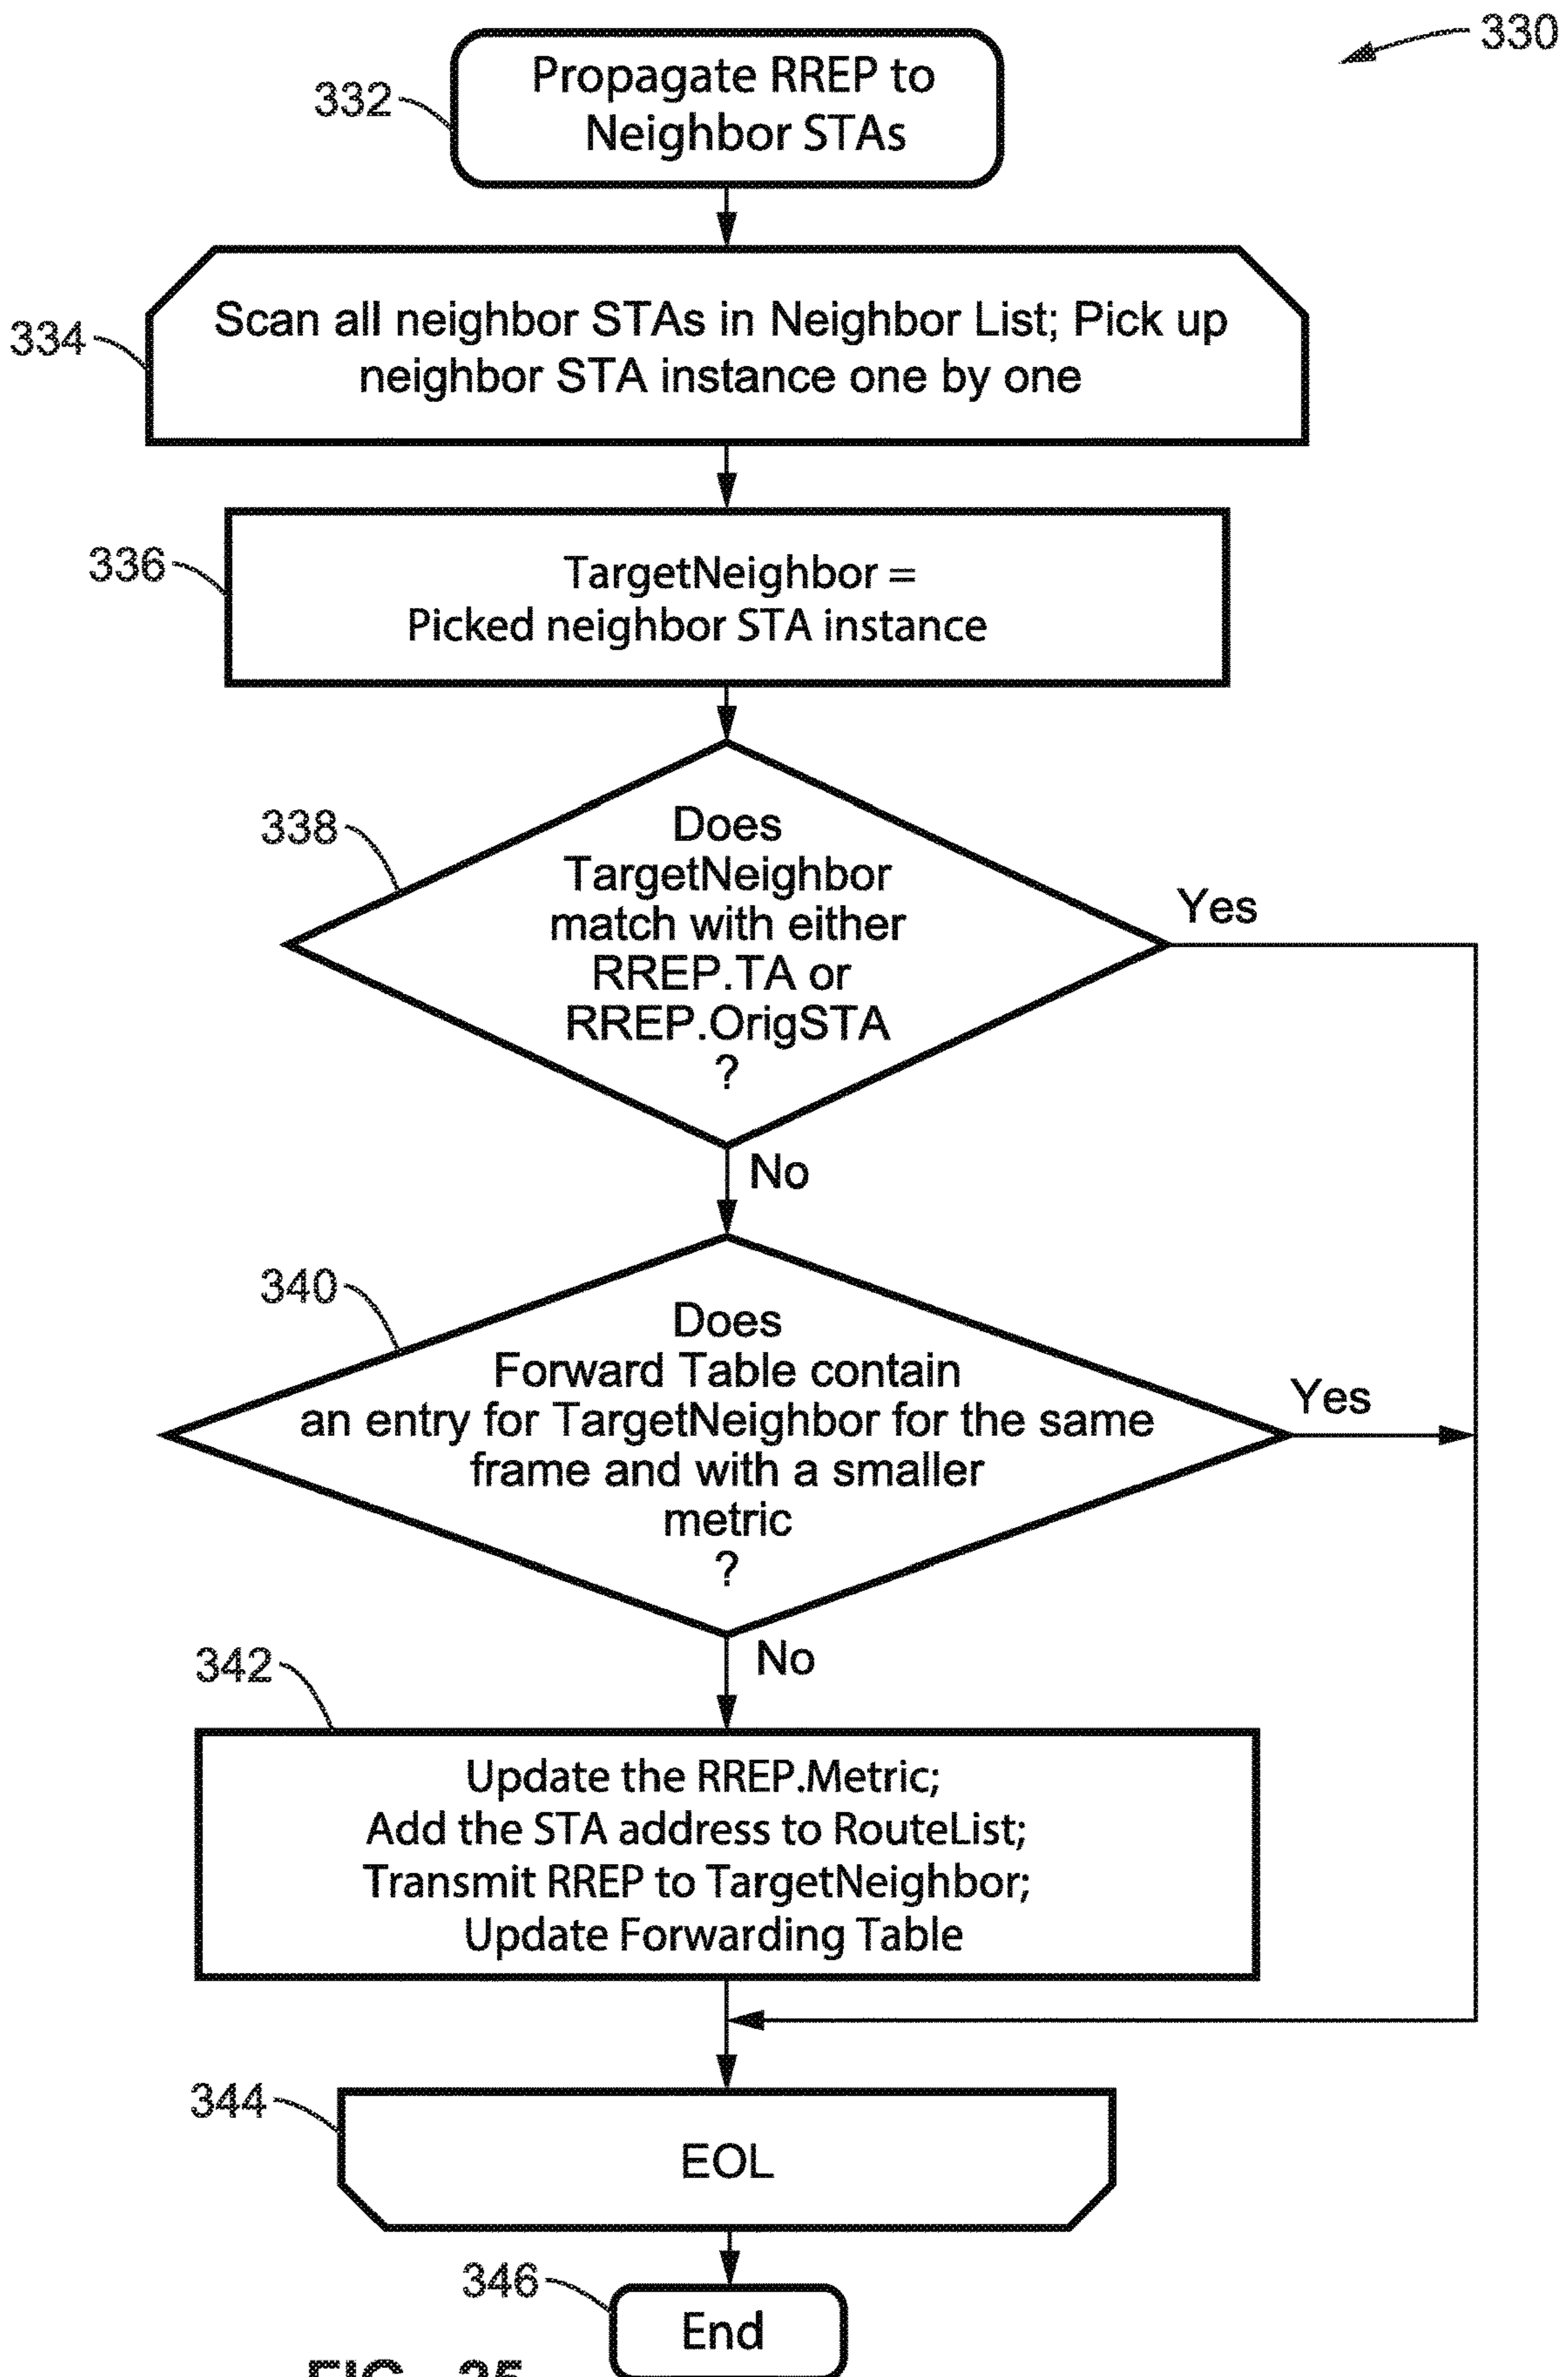 330
332
Propagate RREP to
Neighbor STAs
334
Scan all neighbor STAs in Neighbor List; Pick up
neighbor STA instance one by one
336
TargetNeighbor =
Picked neighbor STA instance
338
Does
TargetNeighbor
match with either
RREP.TA or
RREP.OrigSTA
?
Yes
No
340
Does
Forward Table contain
an entry for TargetNeighbor for the same
frame and with a smaller
metric
?
Yes
No
342
Update the RREP.Metric;
Add the STA address to RouteList;
Transmit RREP to TargetNeighbor;
Update Forwarding Table
344
EOL
346
End